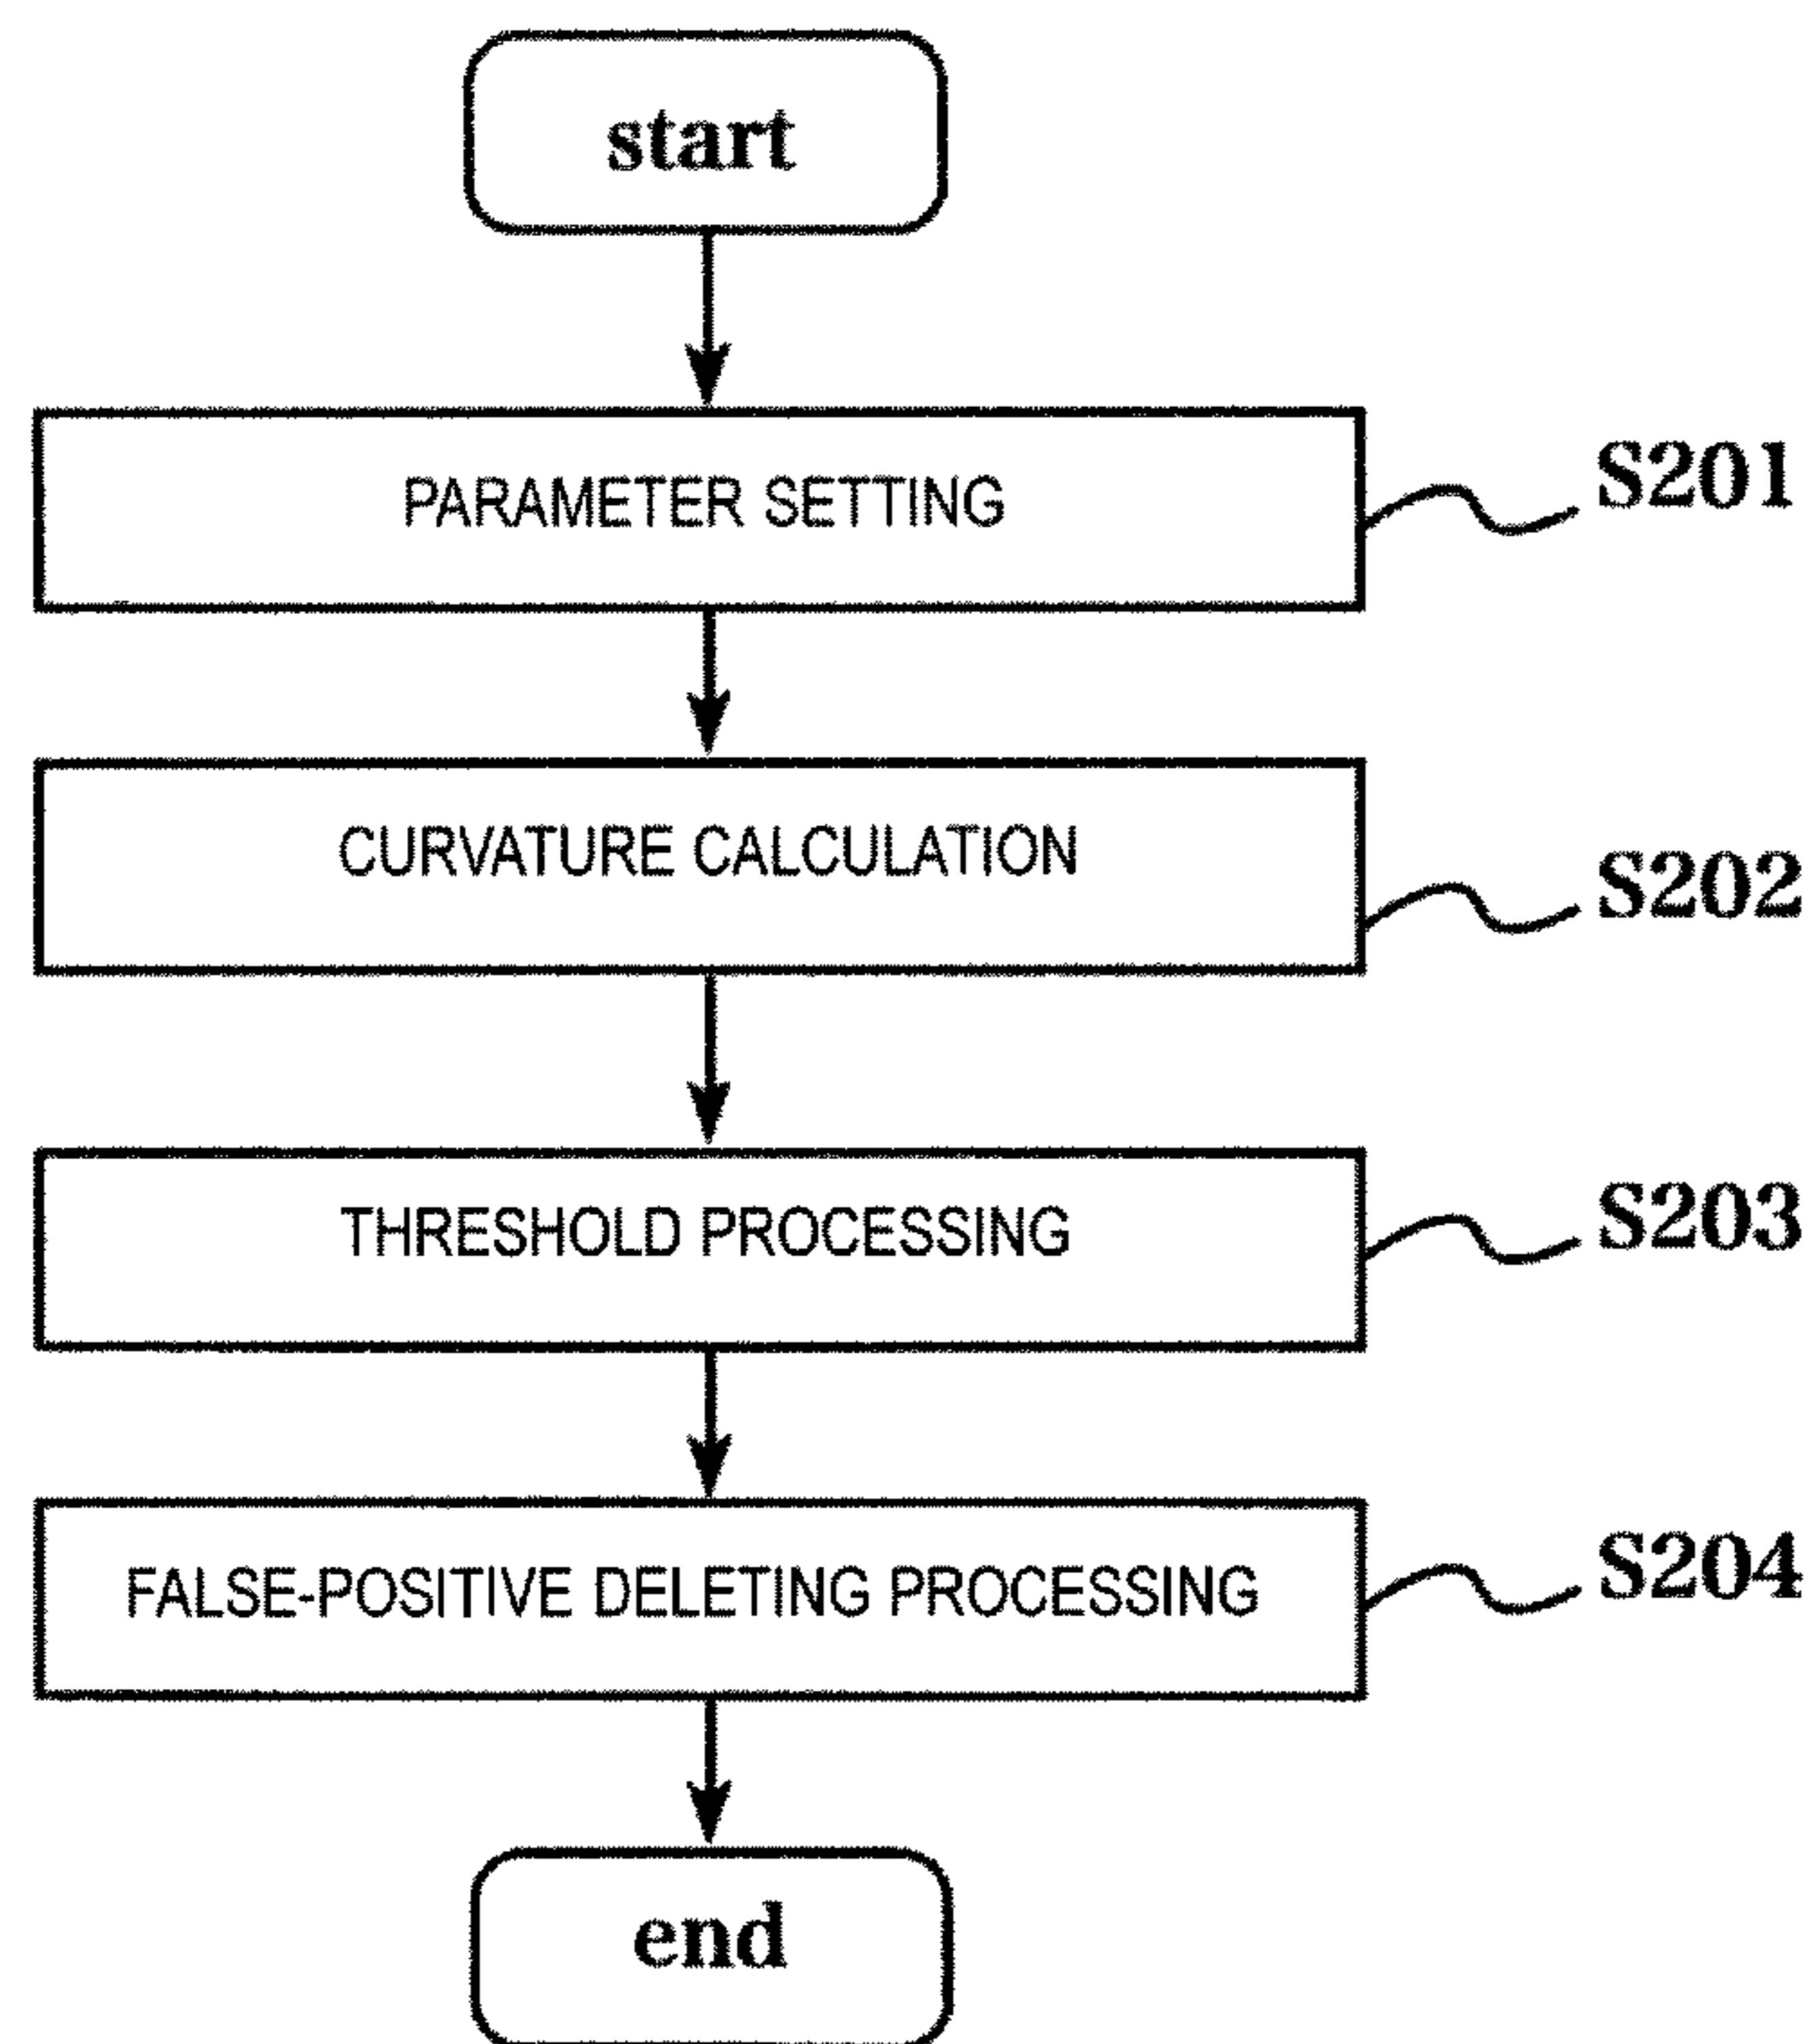 start
PARAMETER SETTING
S201
CURVATURE CALCULATION
S202
THRESHOLD PROCESSING
S203
FALSE-POSITIVE DELETING PROCESSING
S204
end